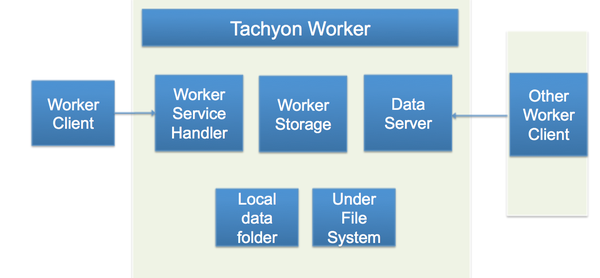 Tachyon Worker
Worker
Client
Worker
Service
Handler
Worker
Storage
Data
Server
Other
Worker
Client
Local
data
folder
Under
File
System